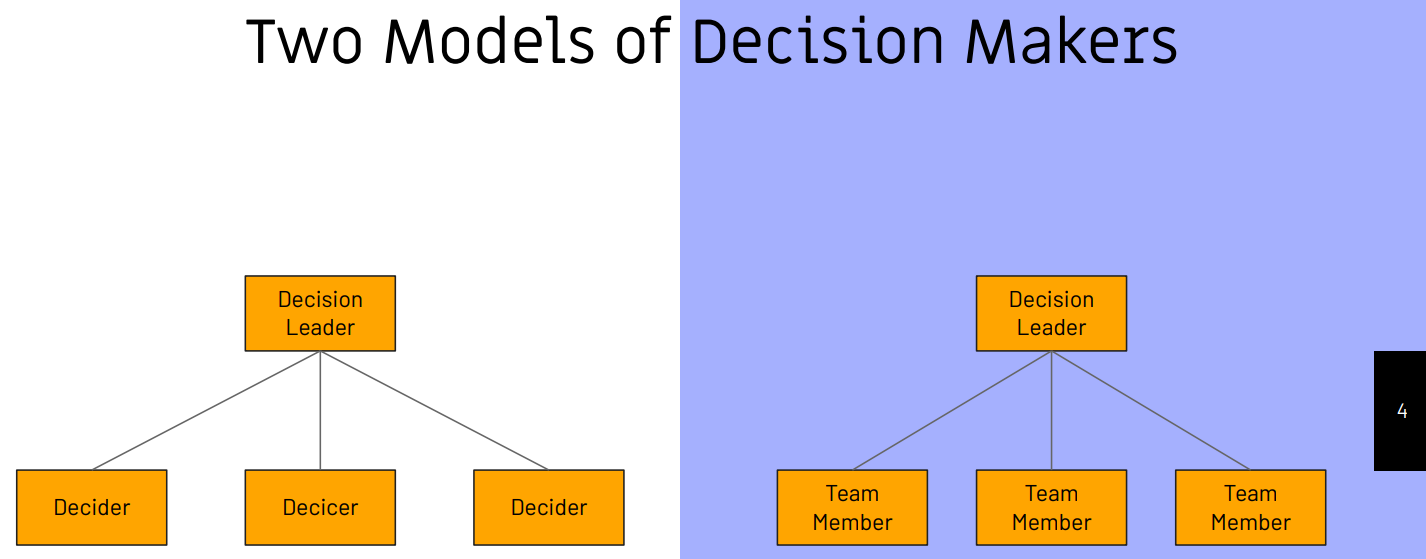 Two Models of Decision Makers
Decision
Leader
Decider
Decicer
Decider
Decision
Leader
Team
Member
Team
Member
Team
Member
4